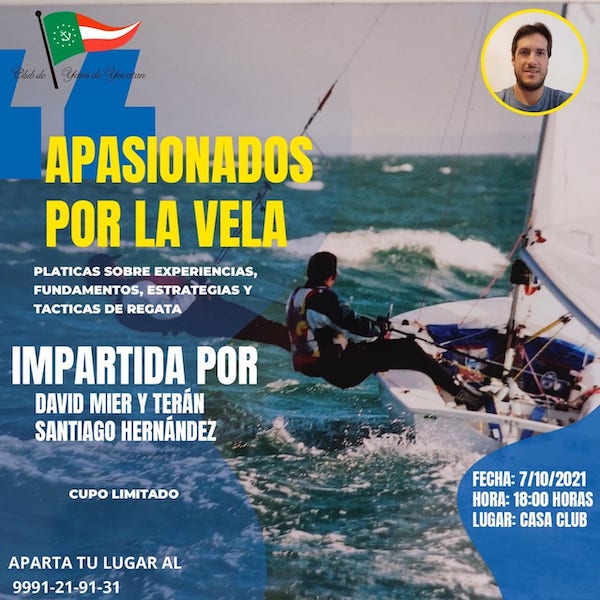 Club de Yates de Yucatan
APASIONADOS
POR LA VELA
PLATICAS SOBRE EXPERIENCIAS,
FUNDAMENTOS, ESTRATEGIAS Y
TACTICAS DE REGATA
IMPARTIDA POR
DAVID MIER Y TERÁN
SANTIAGO HERNÁNDEZ
CUPO LIMITADO
FECHA: 7/10/2021
HORA: 18:00 HORAS
LUGAR: CASA CLUB
APARTA TU LUGAR AL
9991-21-91-31